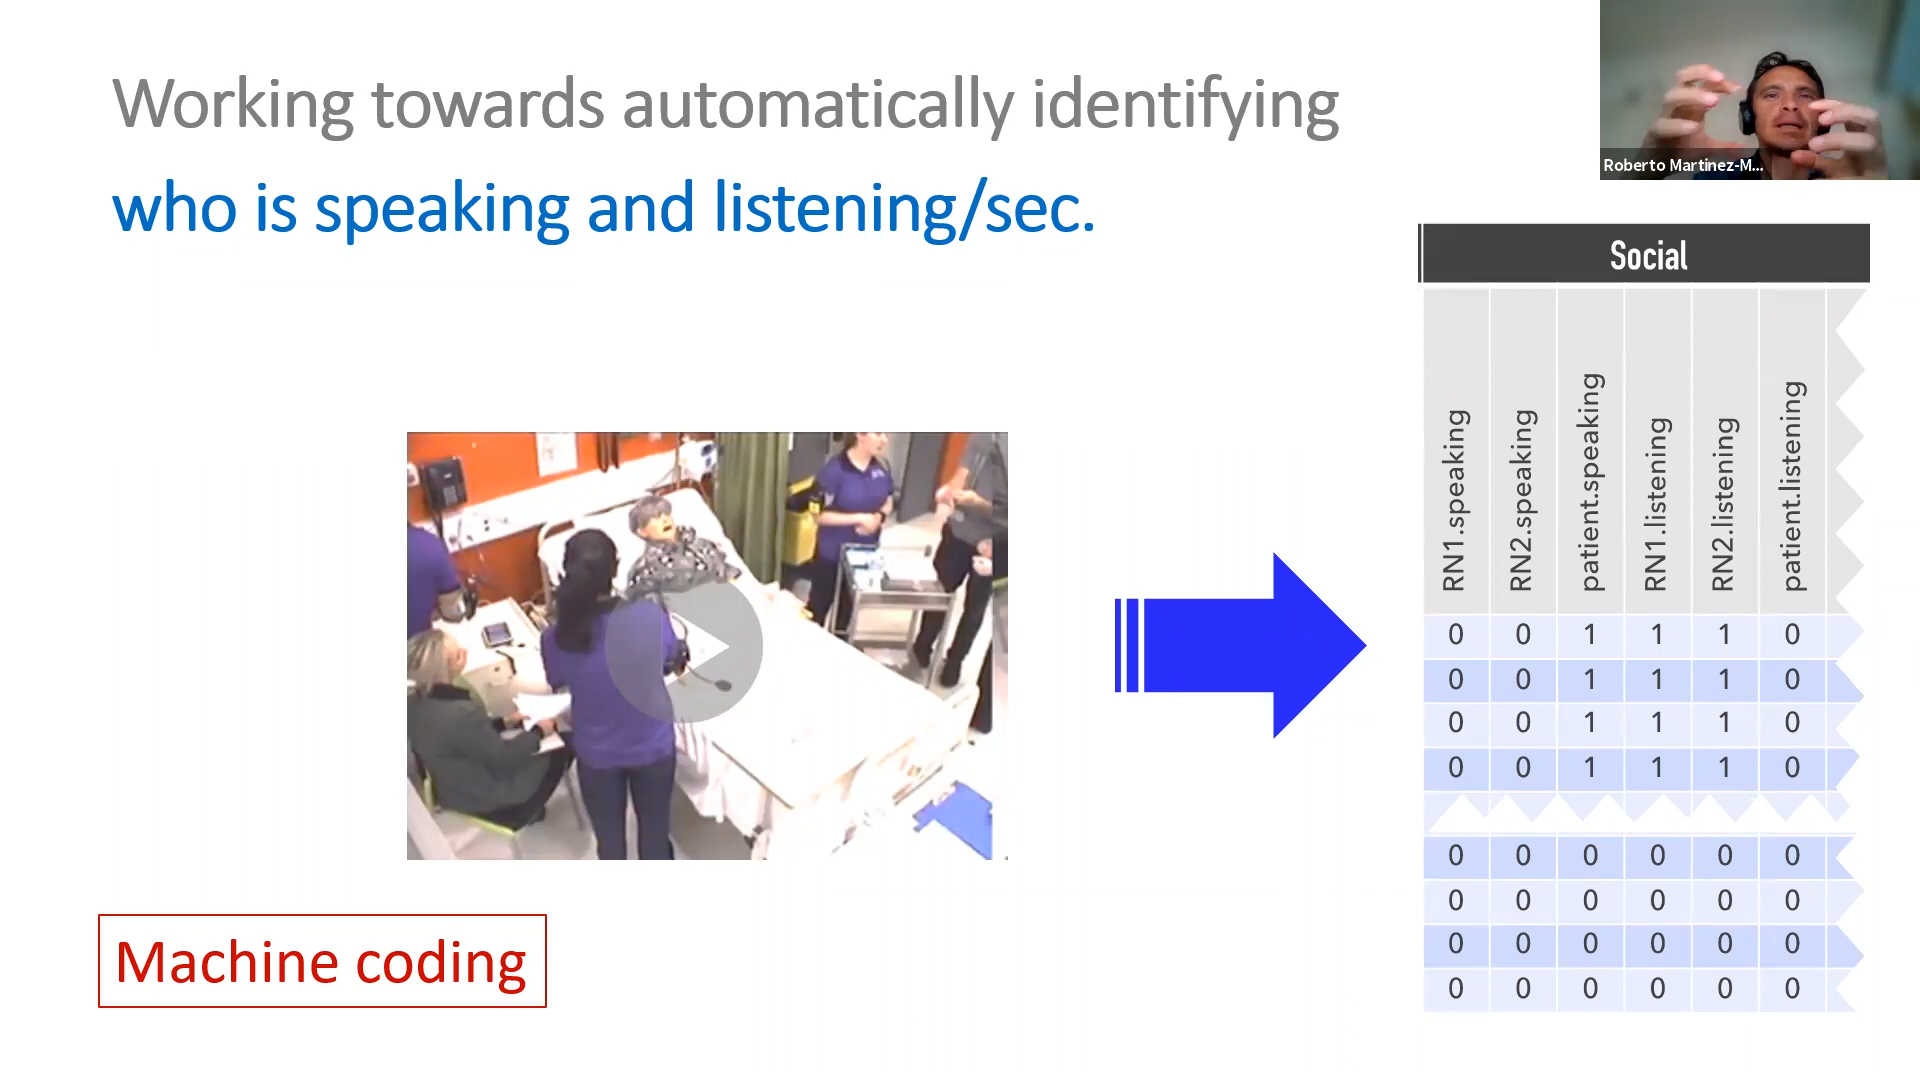 Working towards automatically identifying
who is speaking and listening/sec.
Roberto Martinez-M...
Social
RN1.speaking RN2.speaking patient.speaking RN1.listening RN2.listening patient.listening
0 0 1 1 1 0
0 0 1 1 1 0
0 0 1 1 1 0
0 0 1 1 1 0
0 0 0 0 0 0
0 0 0 0 0 0
0 0 0 0 0 0
0 0 0 0 0 0
Machine coding